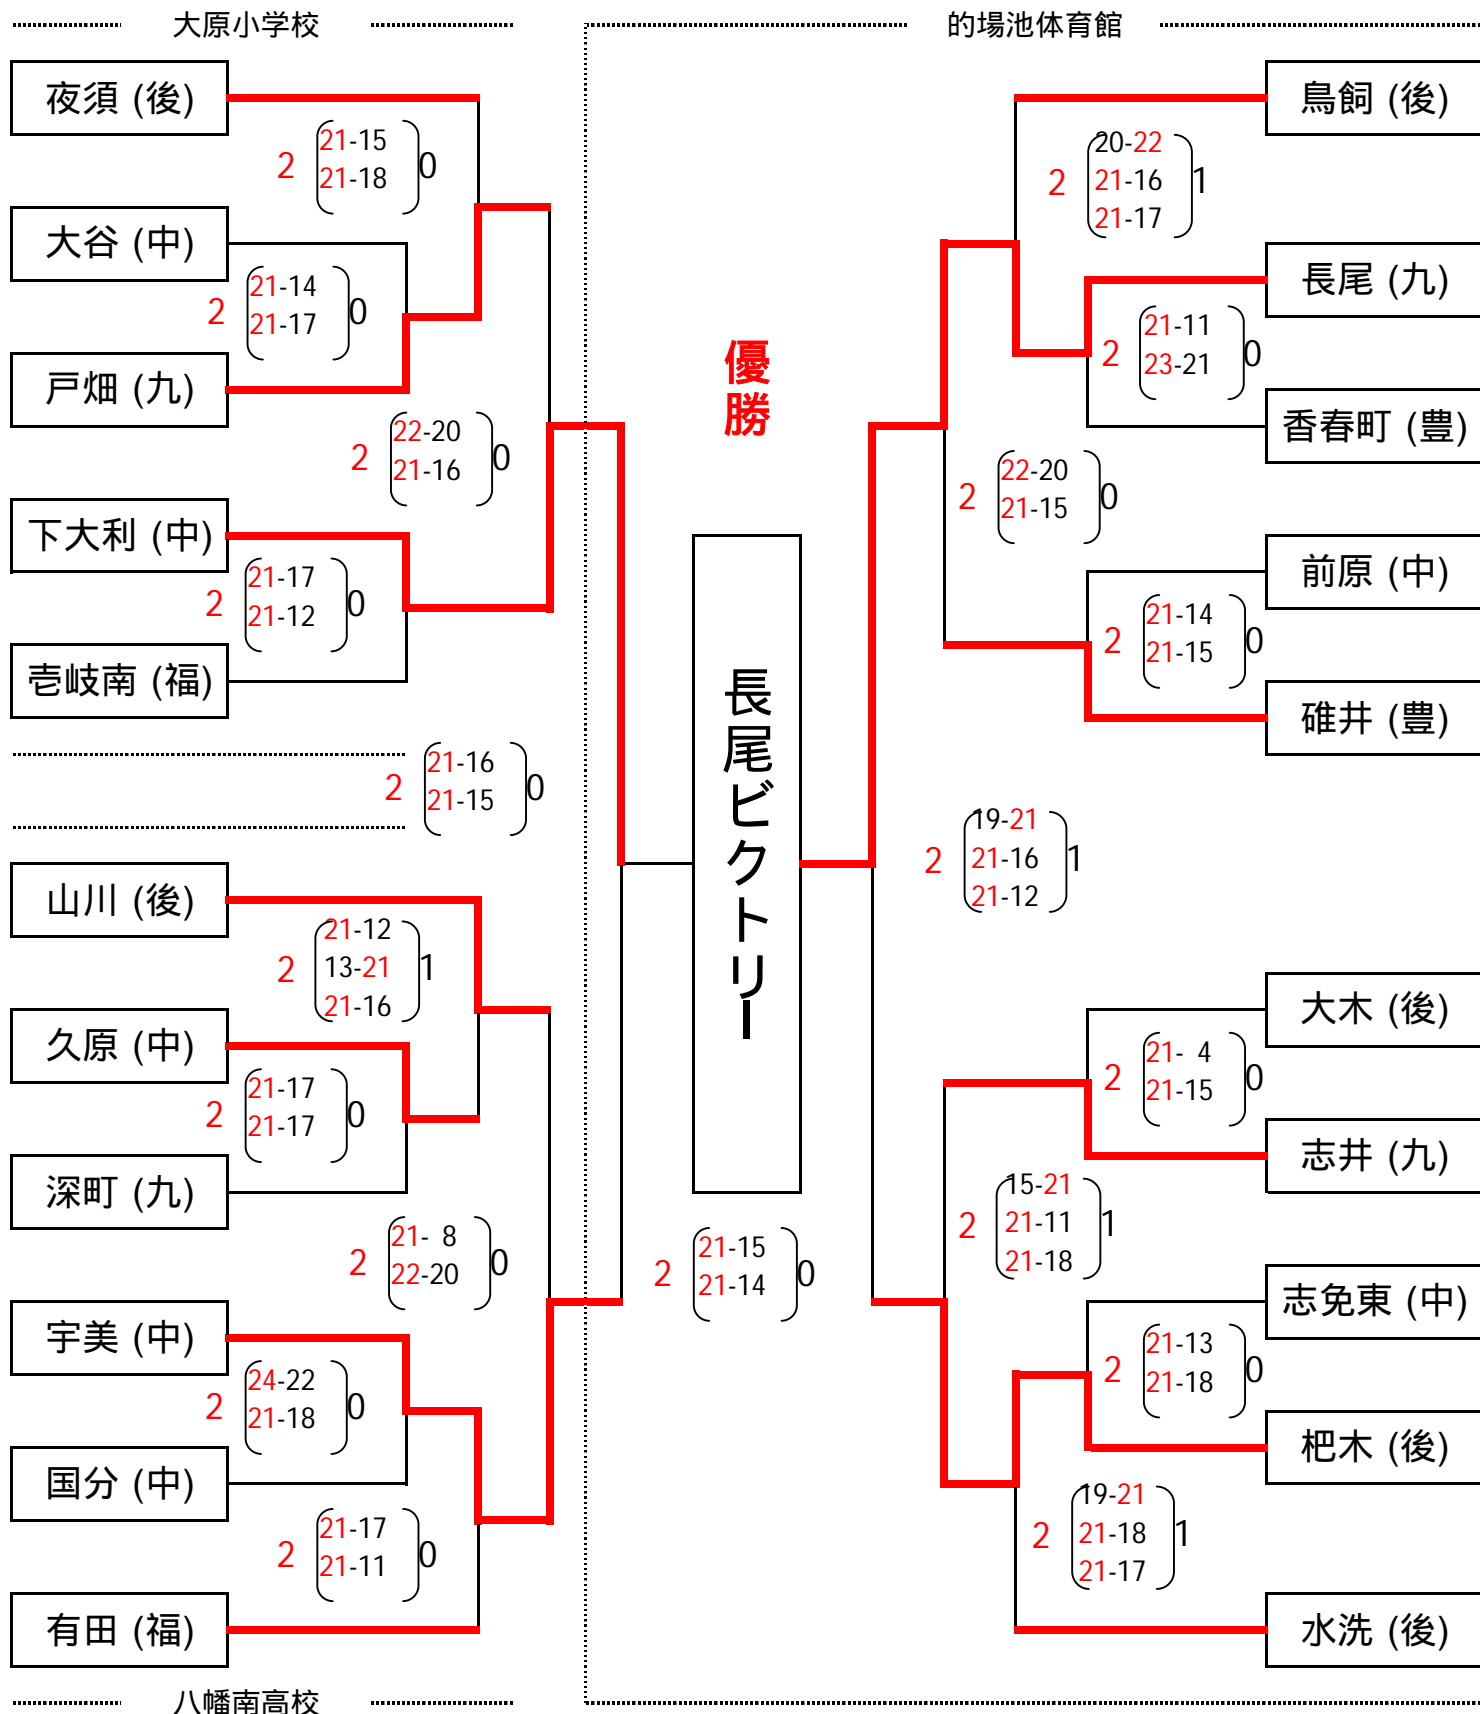 大原小学校
的場池体育館
夜須 (後)
2 21-15 0
21-18
大谷 (中)
2 21-14 0
21-17
戸畑 (九)
2 22-20 0
21-16
下大利 (中)
2 21-17 0
21-12
壱岐南 (福)
2 21-16 0
21-15
山川 (後)
21-12
2 13-21 1
21-16
久原 (中)
2 21-17 0
21-17
深町 (九)
2 21- 8 0
22-20
宇美 (中)
2 24-22 0
21-18
国分 (中)
2 21-17 0
21-11
有田 (福)
八幡南高校
優勝
長尾ビクトリー
2 21-15 0
21-14
鳥飼 (後)
20-22
2 21-16 1
21-17
長尾 (九)
2 21-11 0
23-21
香春町 (豊)
2 22-20 0
21-15
前原 (中)
2 21-14 0
21-15
碓井 (豊)
19-21
2 21-16 1
21-12
大木 (後)
2 21- 4 0
21-15
志井 (九)
15-21
2 21-11 1
21-18
志免東 (中)
2 21-13 0
21-18
杷木 (後)
19-21
2 21-18 1
21-17
水洗 (後)